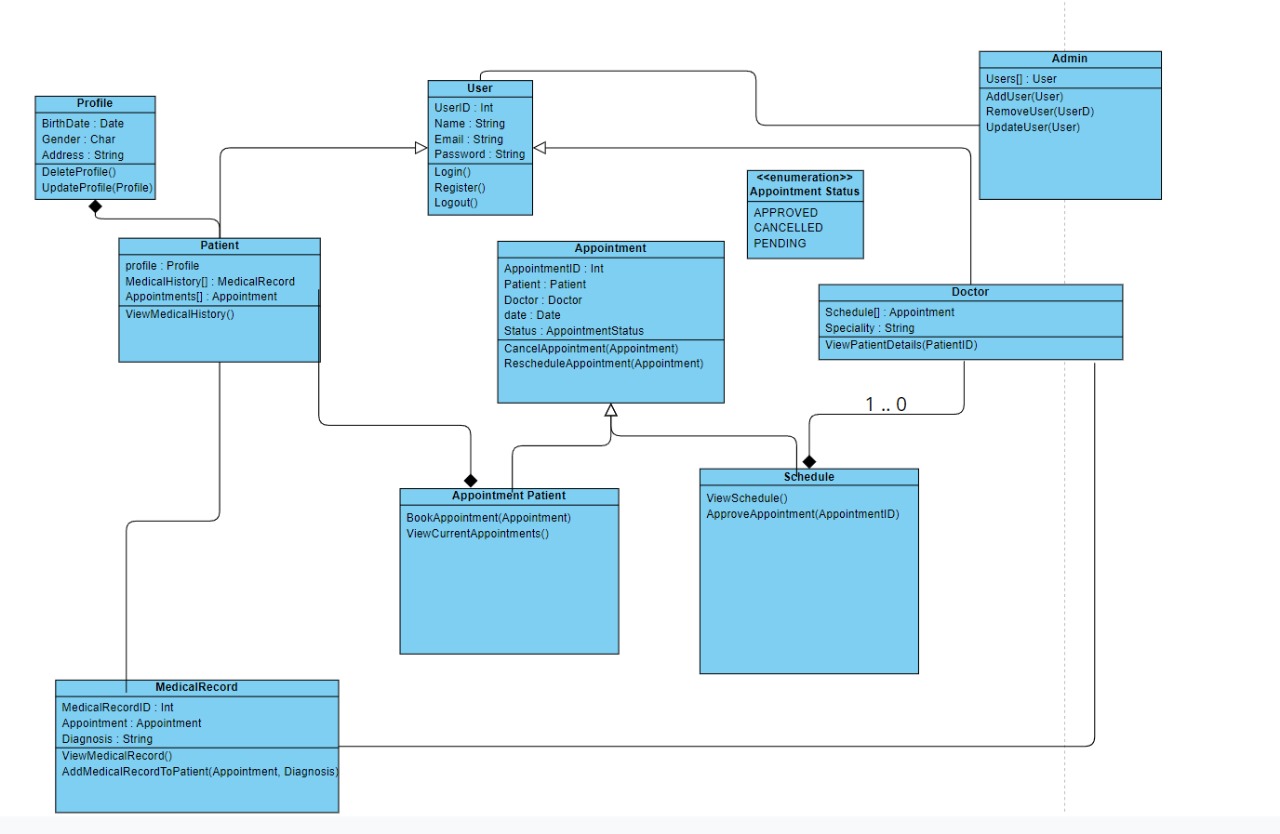 Profile
BirthDate : Date
Gender : Char
Address : String
DeleteProfile()
UpdateProfile(Profile)
User
UserID : Int
Name : String
Email : String
Password : String
Login()
Register()
Logout()
Admin
Users[] : User
AddUser(User)
RemoveUser(UserD)
UpdateUser(User)
<<enumeration>>
Appointment Status
APPROVED
CANCELLED
PENDING
Patient
profile : Profile
MedicalHistory[] : MedicalRecord
Appointments[] : Appointment
ViewMedicalHistory()
Appointment
AppointmentID : Int
Patient : Patient
Doctor : Doctor
date : Date
Status : AppointmentStatus
CancelAppointment(Appointment)
RescheduleAppointment(Appointment)
Doctor
Schedule[] : Appointment
Speciality : String
ViewPatientDetails(PatientID)
1 .. 0
Appointment Patient
BookAppointment(Appointment)
ViewCurrentAppointments()
Schedule
ViewSchedule()
ApproveAppointment(AppointmentID)
MedicalRecord
MedicalRecordID : Int
Appointment : Appointment
Diagnosis : String
ViewMedicalRecord()
AddMedicalRecordToPatient(Appointment, Diagnosis)